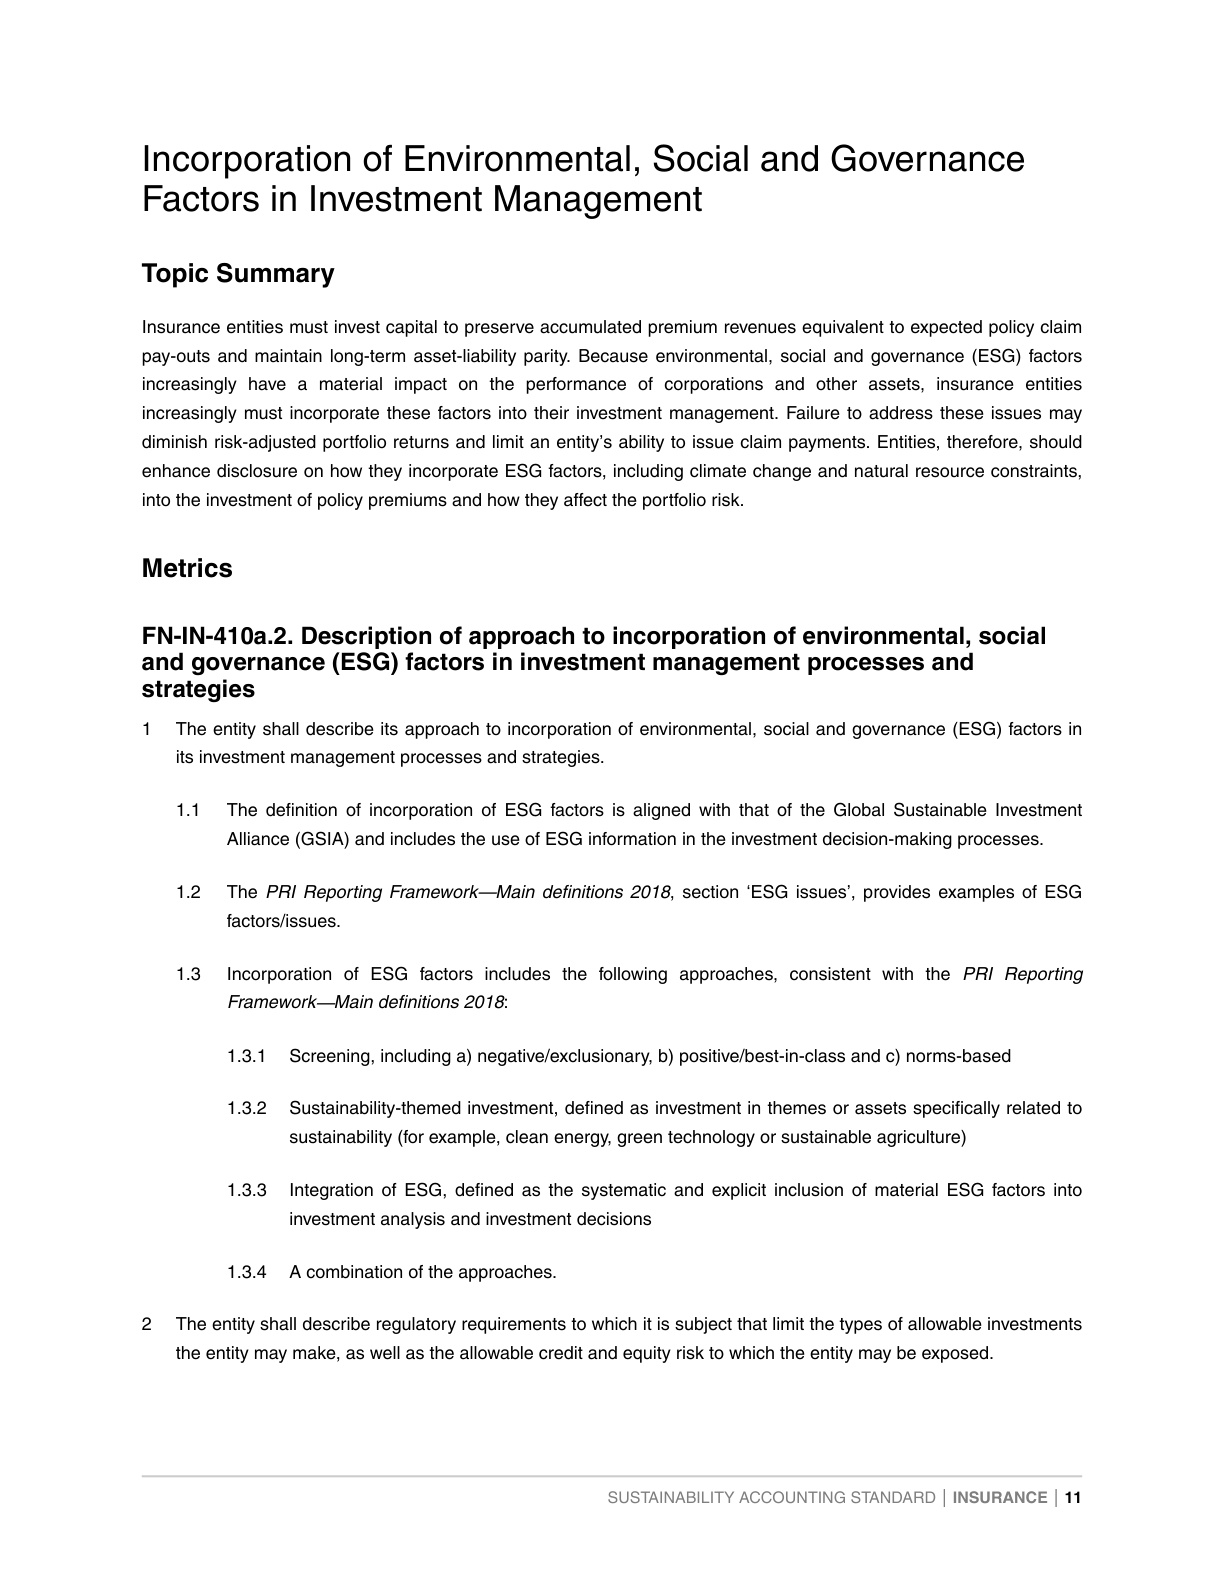 Incorporation of Environmental, Social and Governance
Factors in Investment Management
Topic Summary
Insurance entities must invest capital to preserve accumulated premium revenues equivalent to expected policy claim
pay-outs and maintain long-term asset-liability parity. Because environmental, social and governance (ESG) factors
increasingly have a material impact on the performance of corporations and other assets, insurance entities
increasingly must incorporate these factors into their investment management. Failure to address these issues may
diminish risk-adjusted portfolio returns and limit an entity’s ability to issue claim payments. Entities, therefore, should
enhance disclosure on how they incorporate ESG factors, including climate change and natural resource constraints,
into the investment of policy premiums and how they affect the portfolio risk.
Metrics
FN-IN-410a.2. Description of approach to incorporation of environmental, social
and governance (ESG) factors in investment management processes and
strategies
1 The entity shall describe its approach to incorporation of environmental, social and governance (ESG) factors in
its investment management processes and strategies.
1.1 The definition of incorporation of ESG factors is aligned with that of the Global Sustainable Investment
Alliance (GSIA) and includes the use of ESG information in the investment decision-making processes.
1.2 The PRI Reporting Framework—Main definitions 2018, section ‘ESG issues’, provides examples of ESG
factors/issues.
1.3 Incorporation of ESG factors includes the following approaches, consistent with the PRI Reporting
Framework—Main definitions 2018:
1.3.1 Screening, including a) negative/exclusionary, b) positive/best-in-class and c) norms-based
1.3.2 Sustainability-themed investment, defined as investment in themes or assets specifically related to
sustainability (for example, clean energy, green technology or sustainable agriculture)
1.3.3 Integration of ESG, defined as the systematic and explicit inclusion of material ESG factors into
investment analysis and investment decisions
1.3.4 A combination of the approaches.
2 The entity shall describe regulatory requirements to which it is subject that limit the types of allowable investments
the entity may make, as well as the allowable credit and equity risk to which the entity may be exposed.
SUSTAINABILITY ACCOUNTING STANDARD | INSURANCE | 11